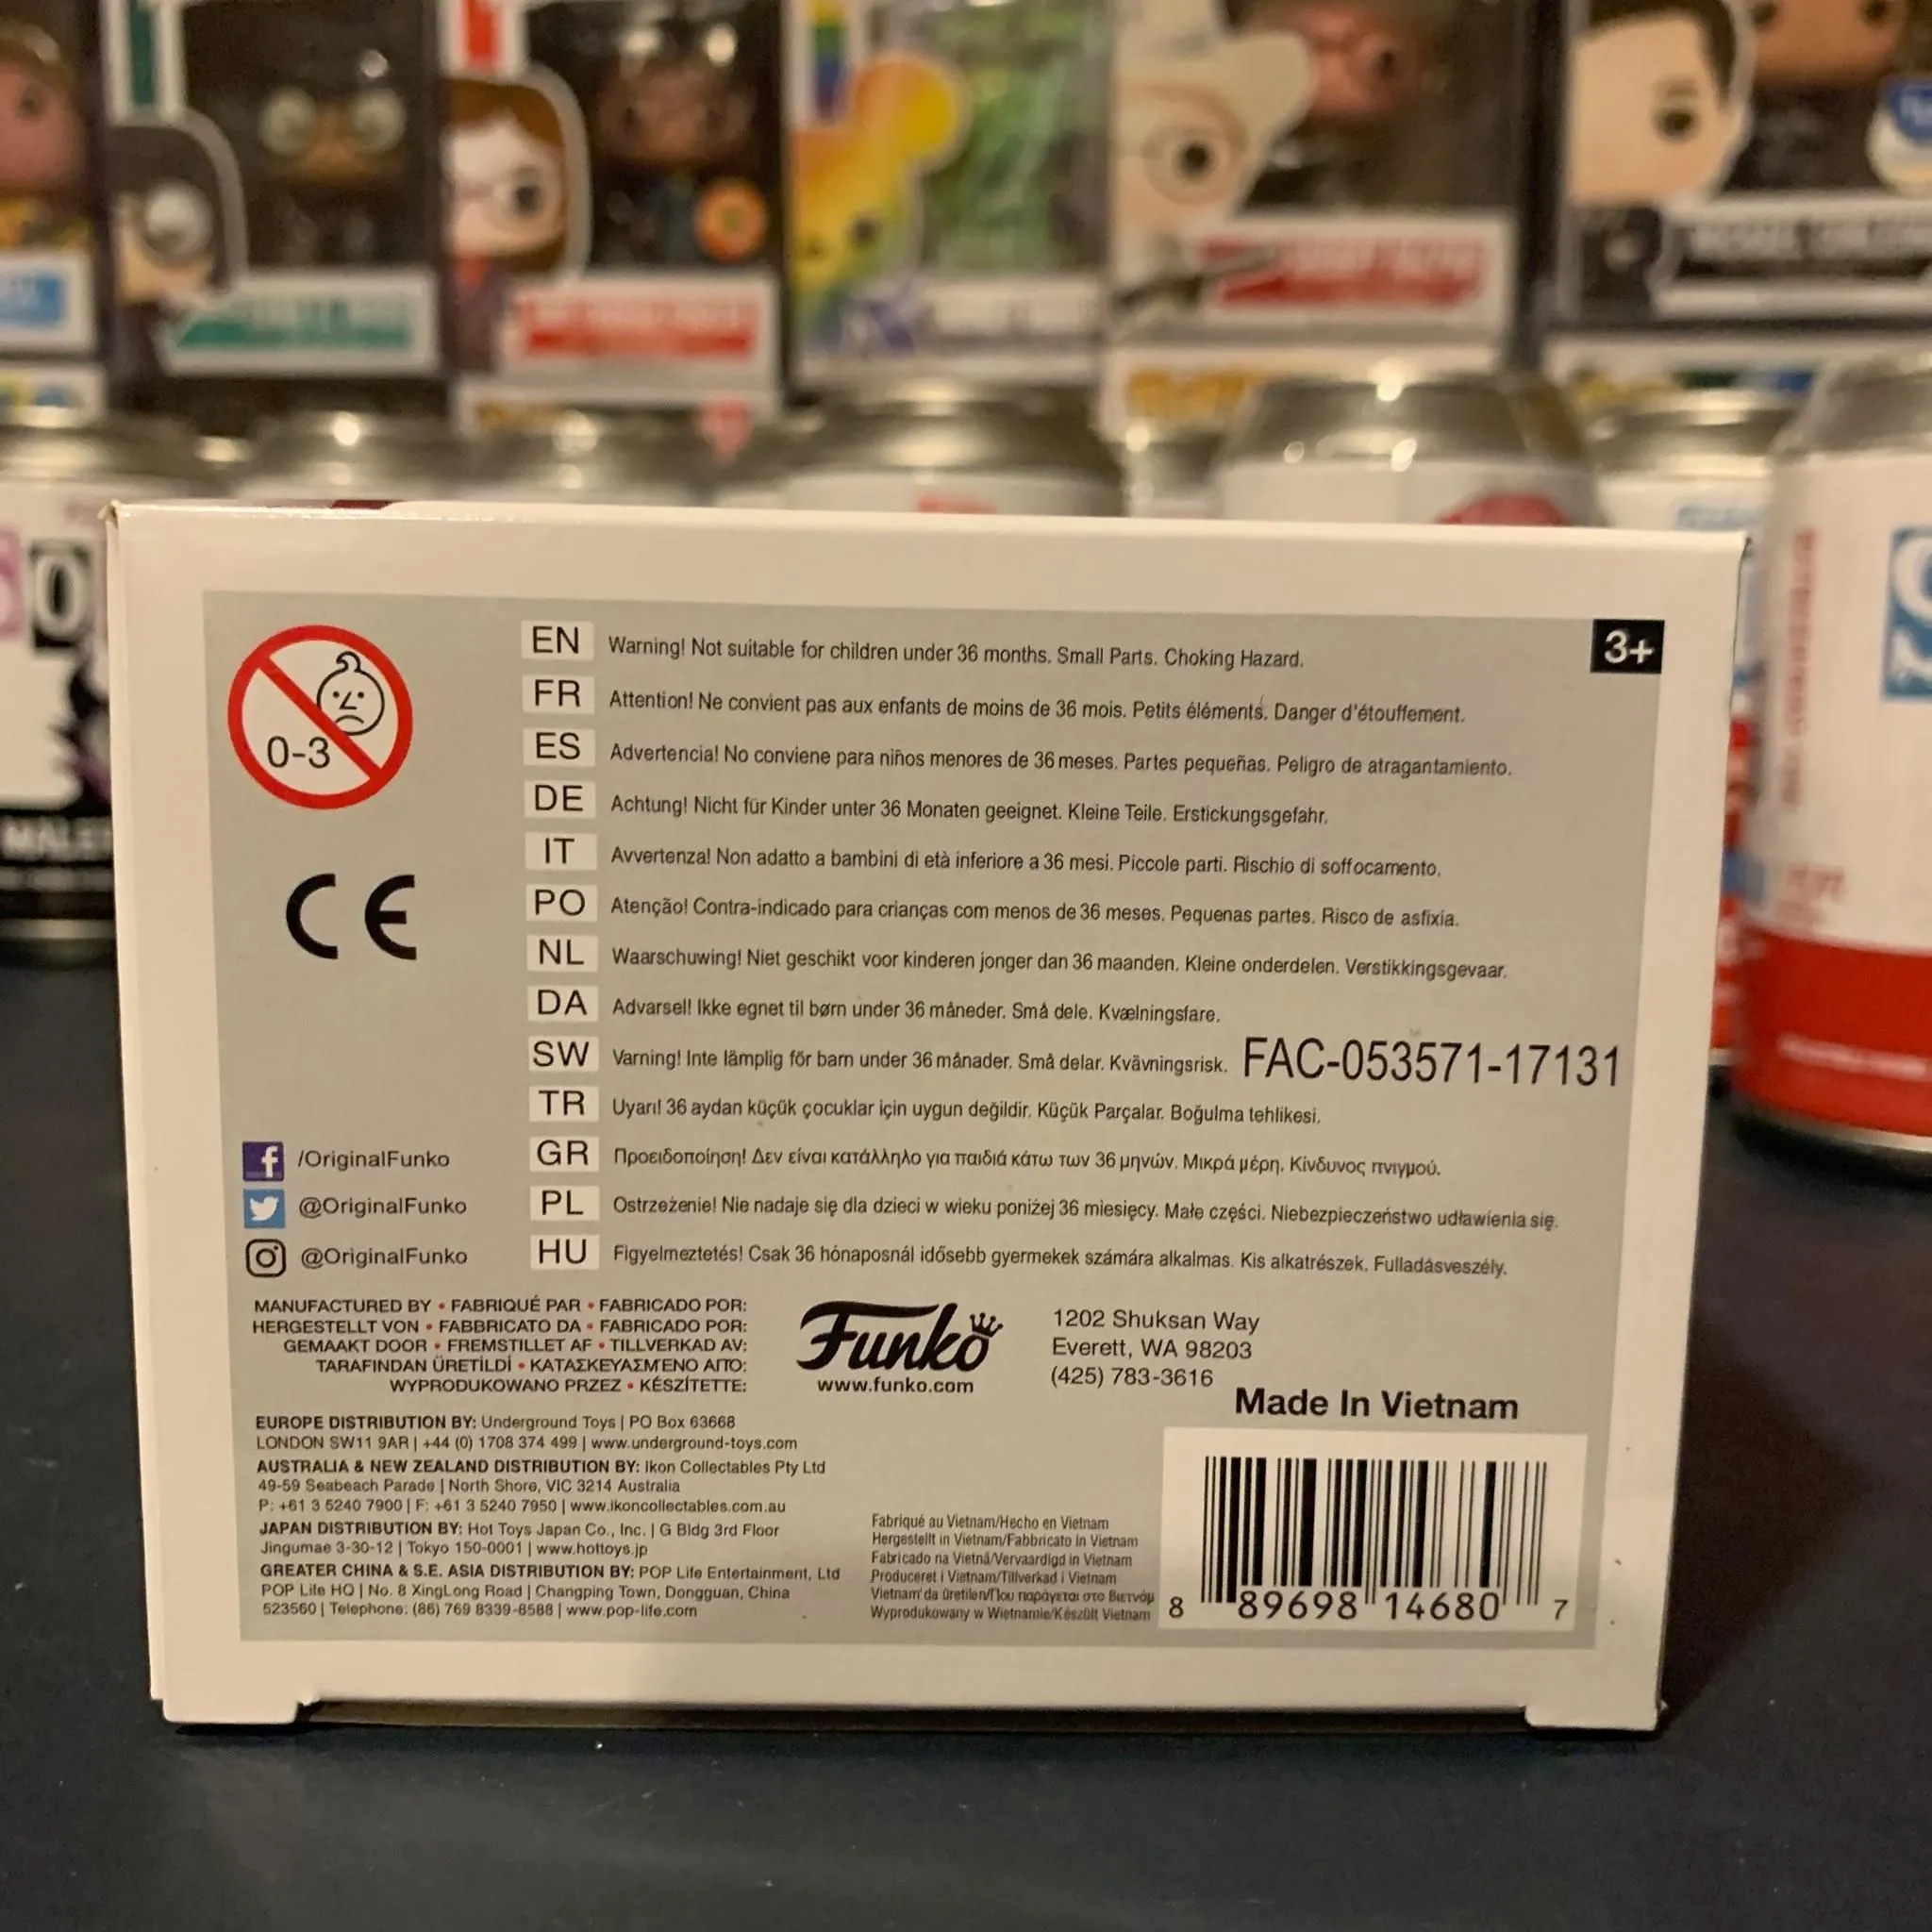 3+
0-3
EN Warning! Not suitable for children under 36 months. Small Parts. Choking Hazard.
FR Attention! Ne convient pas aux enfants de moins de 36 mois. Petits éléments. Danger d'étouffement.
ES Advertencia! No conviene para niños menores de 36 meses. Partes pequeñas. Peligro de atragantamiento.
DE Achtung! Nicht für Kinder unter 36 Monaten geeignet. Kleine Teile. Erstickungsgefahr.
IT Avvertenza! Non adatto a bambini di età inferiore a 36 mesi. Piccole parti. Rischio di soffocamento.
PO Atenção! Contra-indicado para crianças com menos de 36 meses. Pequenas partes. Risco de asfixia.
NL Waarschuwing! Niet geschikt voor kinderen jonger dan 36 maanden. Kleine onderdelen. Verstikkingsgevaar.
DA Advarsel! Ikke egnet til børn under 36 måneder. Små dele. Kvælningsfare.
SW Varning! Inte lämplig för barn under 36 månader. Små delar. Kvävningsrisk.
FAC-053571-17131
TR Uyarı! 36 aydan küçük çocuklar için uygun değildir. Küçük Parçalar. Boğulma tehlikesi.
GR Προειδοποίηση! Δεν είναι κατάλληλο για παιδιά κάτω των 36 μηνών. Μικρά μέρη. Κίνδυνος πνιγμού.
PL Ostrzeżenie! Nie nadaje się dla dzieci w wieku poniżej 36 miesięcy. Małe części. Niebezpieczeństwo udławienia się.
HU Figyelmeztetés! Csak 36 hónaposnál idősebb gyermekek számára alkalmas. Kis alkatrészek. Fulladásveszély.
CE
/OriginalFunko
@OriginalFunko
@OriginalFunko
MANUFACTURED BY • FABRIQUÉ PAR • FABRICADO POR:
HERGESTELLT VON • FABBRICATO DA • FABRICADO POR:
GEMAAKT DOOR • FREMSTILLET AF • TILLVERKAD AV:
TARAFINDAN ÜRETİLDİ • ΚΑΤΑΣΚΕΥΑΣΜΈΝΟ ΑΠΟ:
WYPRODUKOWANO PRZEZ • KÉSZÍTETTE:
Funko
www.funko.com
1202 Shuksan Way
Everett, WA 98203
(425) 783-3616
Made In Vietnam
EUROPE DISTRIBUTION BY: Underground Toys | PO Box 63668
LONDON SW11 9AR | +44 (0) 1708 374 499 | www.underground-toys.com
AUSTRALIA & NEW ZEALAND DISTRIBUTION BY: Ikon Collectables Pty Ltd
49-59 Seabeach Parade | North Shore, VIC 3214 Australia
P: +61 3 5240 7900 | F: +61 3 5240 7950 | www.ikoncollectables.com.au
JAPAN DISTRIBUTION BY: Hot Toys Japan Co., Inc. | G Bldg 3rd Floor
Jingumae 3-30-12 | Tokyo 150-0001 | www.hottoys.jp
GREATER CHINA & S.E. ASIA DISTRIBUTION BY: POP Life Entertainment, Ltd
POP Life HQ | No. 8 XingLong Road | Changping Town, Dongguan, China
523560 | Telephone: (86) 769 8339-8588 | www.pop-life.com
Fabriqué au Vietnam/Hecho en Vietnam
Hergestellt in Vietnam/Fabbricato in Vietnam
Fabricado na Vietnã/Vervaardigd in Vietnam
Produceret i Vietnam/Tillverkad i Vietnam
Vietnam'da üretilen/Που παράγεται στο Βιετνάμ
Wyprodukowany w Wietnamie/Készült Vietnam
8 89698 14680 7